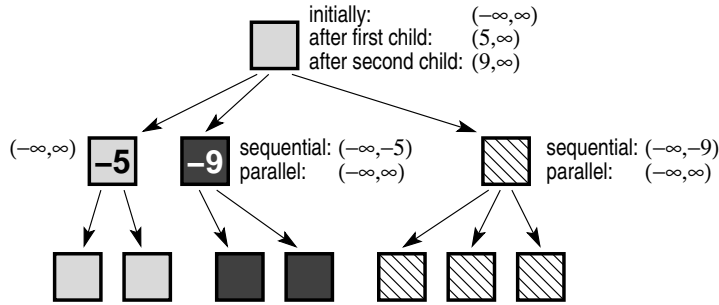 initially: (−∞,∞)
after first child: (5,∞)
after second child: (9,∞)
(−∞,∞)
−5
−9
sequential: (−∞,−5)
parallel: (−∞,∞)
sequential: (−∞,−9)
parallel: (−∞,∞)